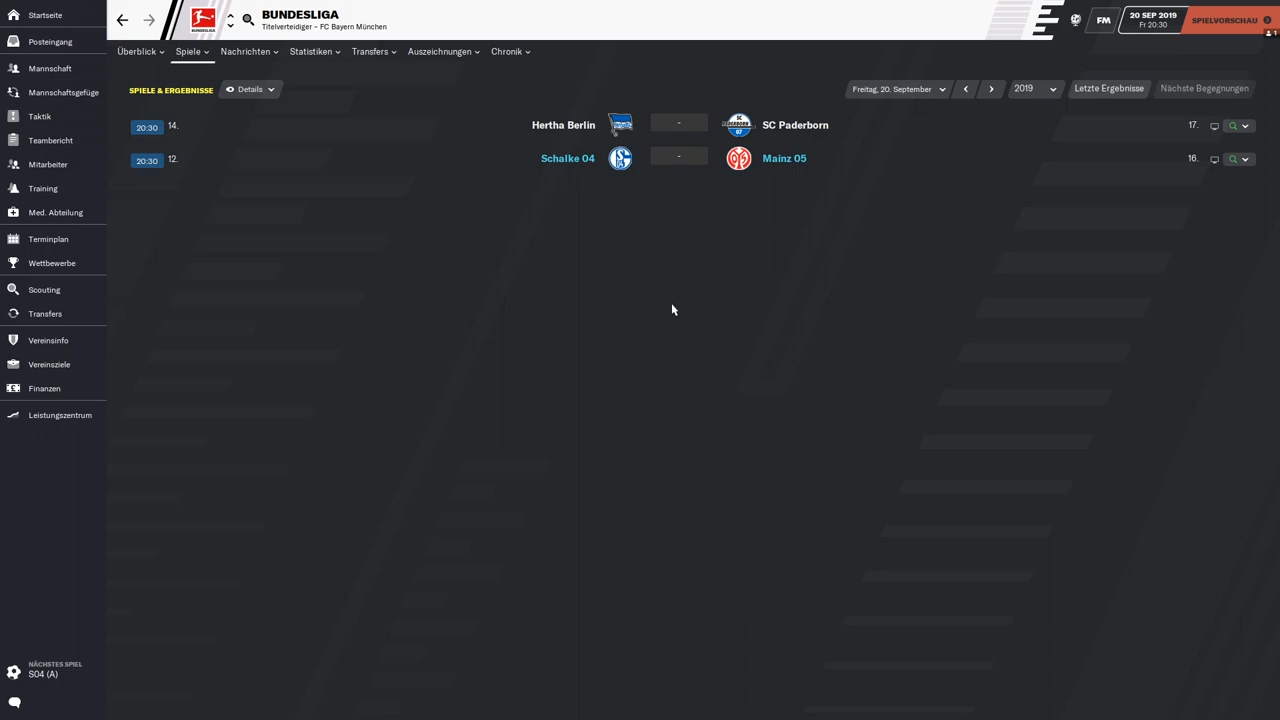 BUNDESLIGA
Titelverteidiger – FC Bayern München
FM
20 SEP 2019
Fr 20:30
SPIELVORSCHAU
1
Startseite
Posteingang
Mannschaft
Mannschaftsgefüge
Taktik
Teambericht
Mitarbeiter
Training
Med. Abteilung
Terminplan
Wettbewerbe
Scouting
Transfers
Vereinsinfo
Vereinsziele
Finanzen
Leistungszentrum
NÄCHSTES SPIEL
S04 (A)
Überblick Spiele Nachrichten Statistiken Transfers Auszeichnungen Chronik
SPIELE & ERGEBNISSE Details Freitag, 20. September 2019 Letzte Ergebnisse Nächste Begegnungen
20:30 14. Hertha Berlin - SC Paderborn 17.
20:30 12. Schalke 04 - Mainz 05 16.